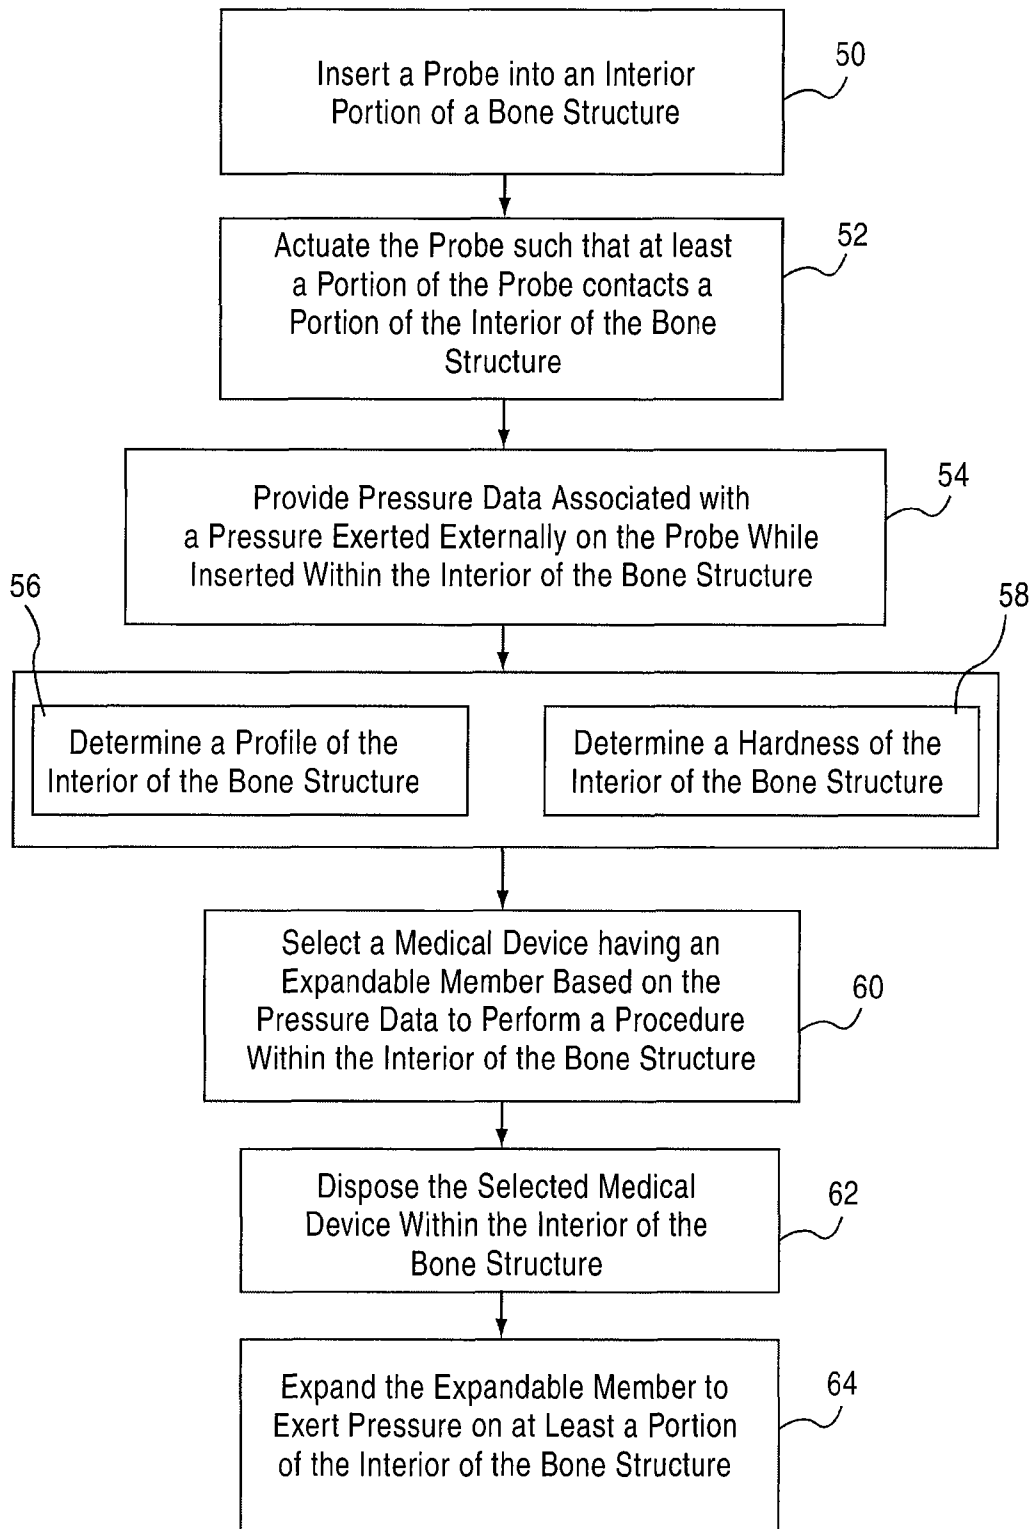 Insert a Probe into an Interior
Portion of a Bone Structure
50
Actuate the Probe such that at least
a Portion of the Probe contacts a
Portion of the Interior of the Bone
Structure
52
Provide Pressure Data Associated with
a Pressure Exerted Externally on the Probe While
Inserted Within the Interior of the Bone Structure
54
56
58
Determine a Profile of the
Interior of the Bone Structure
Determine a Hardness of the
Interior of the Bone Structure
Select a Medical Device having an
Expandable Member Based on the
Pressure Data to Perform a Procedure
Within the Interior of the Bone Structure
60
Dispose the Selected Medical
Device Within the Interior of the
Bone Structure
62
Expand the Expandable Member to
Exert Pressure on at Least a Portion
of the Interior of the Bone Structure
64